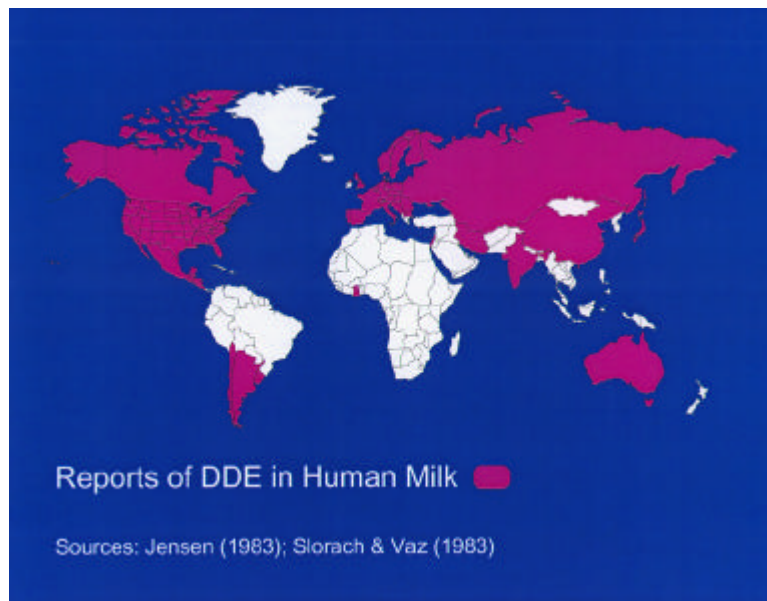 Reports of DDE in Human Milk
Sources: Jensen (1983); Slorach & Vaz (1983)